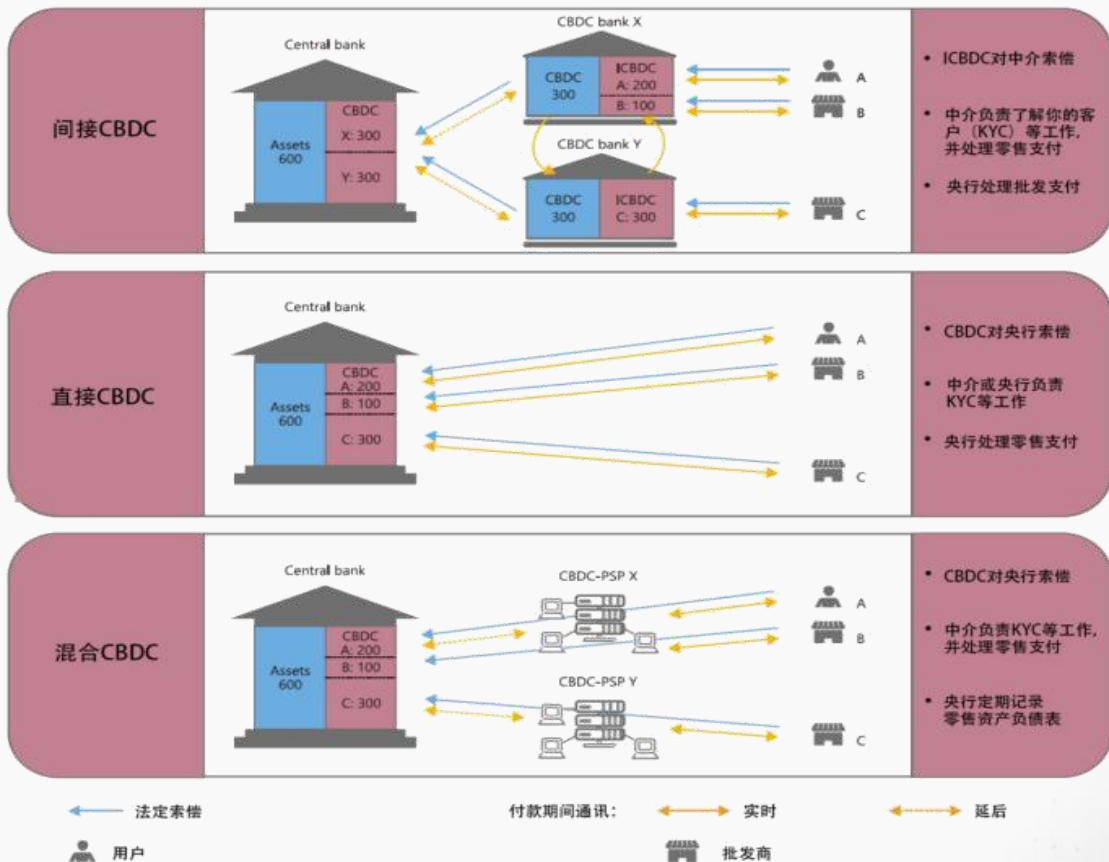 间接CBDC
Central bank
Assets
600
CBDC
X: 300
Y: 300
CBDC bank X
CBDC
300
ICBDC
A: 200
B: 100
CBDC bank Y
CBDC
300
ICBDC
C: 300
A
B
C
• ICBDC对中介索偿
• 中介负责了解你的客
户（KYC）等工作,
并处理零售支付
• 央行处理批发支付
直接CBDC
Central bank
Assets
600
CBDC
A: 200
B: 100
C: 300
A
B
C
• CBDC对央行索偿
• 中介或央行负责
KYC等工作
• 央行处理零售支付
混合CBDC
Central bank
Assets
600
CBDC
A: 200
B: 100
C: 300
CBDC-PSP X
CBDC-PSP Y
A
B
C
• CBDC对央行索偿
• 中介负责KYC等工作,
并处理零售支付
• 央行定期记录
零售资产负债表
法定索偿
付款期间通讯：
实时
延后
用户
批发商